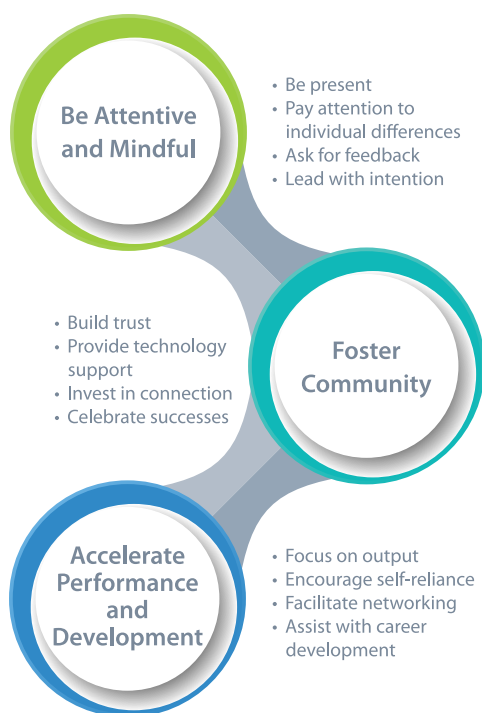 Be Attentive
and Mindful
• Be present
• Pay attention to
individual differences
• Ask for feedback
• Lead with intention
Foster
Community
• Build trust
• Provide technology
support
• Invest in connection
• Celebrate successes
Accelerate
Performance
and
Development
• Focus on output
• Encourage self-reliance
• Facilitate networking
• Assist with career
development